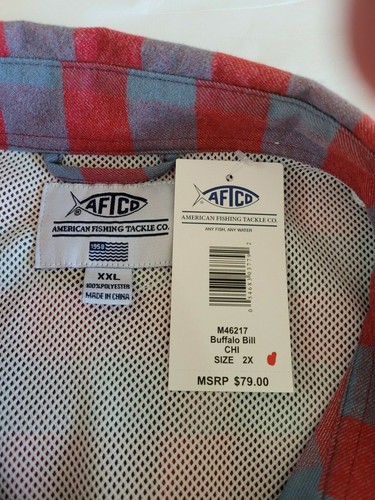 AFTCO
AMERICAN FISHING TACKLE CO.
1958
XXL
100%POLYESTER
MADE IN CHINA
AFTCO
AMERICAN FISHING TACKLE CO.
ANY FISH, ANY WATER
M46217
Buffalo Bill
CHI
SIZE 2X
MSRP $79.00